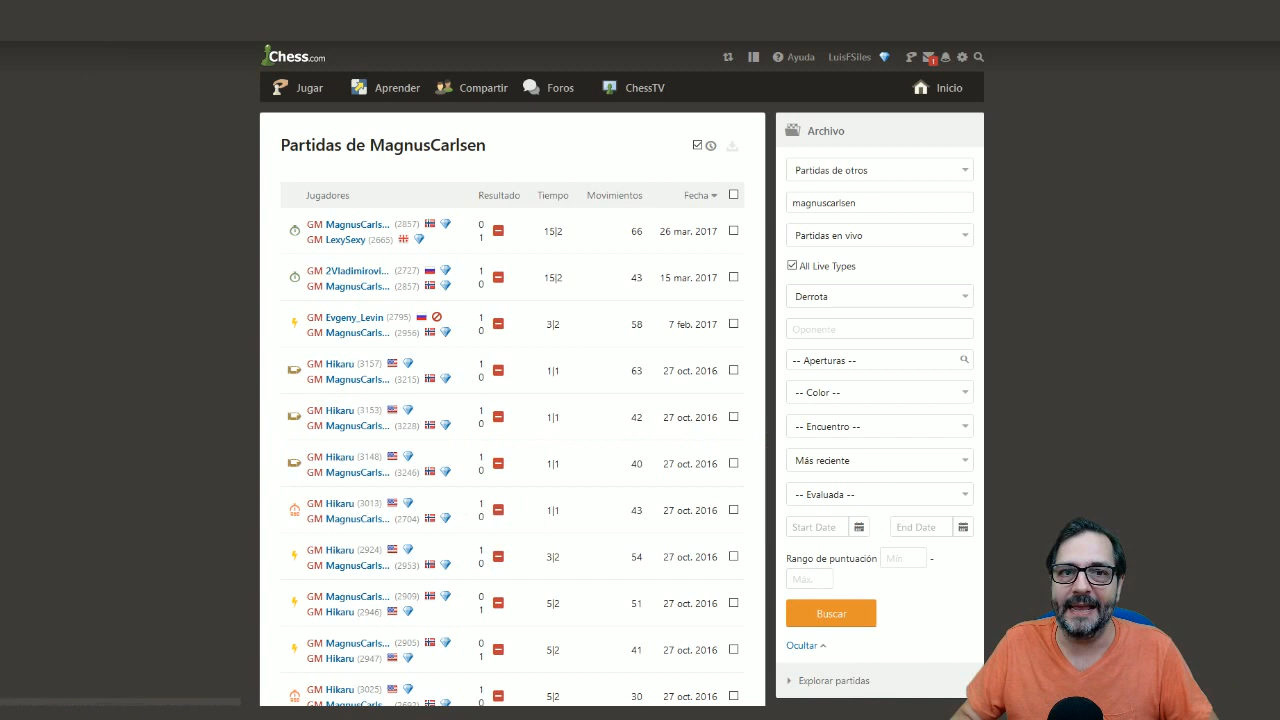 Chess.com
Ayuda LuisFSiles 1
Jugar Aprender Compartir Foros ChessTV Inicio
Partidas de MagnusCarlsen
Jugadores Resultado Tiempo Movimientos Fecha
GM MagnusCarls... (2857) 0
GM LexySexy (2665) 1
15|2 66 26 mar. 2017
GM 2Vladimirovi... (2727) 1
GM MagnusCarls... (2857) 0
15|2 43 15 mar. 2017
GM Evgeny_Levin (2795) 1
GM MagnusCarls... (2956) 0
3|2 58 7 feb. 2017
GM Hikaru (3157) 1
GM MagnusCarls... (3215) 0
1|1 63 27 oct. 2016
GM Hikaru (3153) 1
GM MagnusCarls... (3228) 0
1|1 42 27 oct. 2016
GM Hikaru (3148) 1
GM MagnusCarls... (3246) 0
1|1 40 27 oct. 2016
GM Hikaru (3013) 1
GM MagnusCarls... (2704) 0
1|1 43 27 oct. 2016
GM Hikaru (2924) 1
GM MagnusCarls... (2953) 0
3|2 54 27 oct. 2016
GM MagnusCarls... (2909) 0
GM Hikaru (2946) 1
5|2 51 27 oct. 2016
GM MagnusCarls... (2905) 0
GM Hikaru (2947) 1
5|2 41 27 oct. 2016
GM Hikaru (3025) 1
GM MagnusCarls... (2692) 0
5|2 30 27 oct. 2016
Archivo
Partidas de otros
magnuscarlsen
Partidas en vivo
All Live Types
Derrota
Oponente
-- Aperturas --
-- Color --
-- Encuentro --
Más reciente
-- Evaluada --
Start Date End Date
Rango de puntuación Mín. -
Máx.
Buscar
Ocultar
Explorar partidas